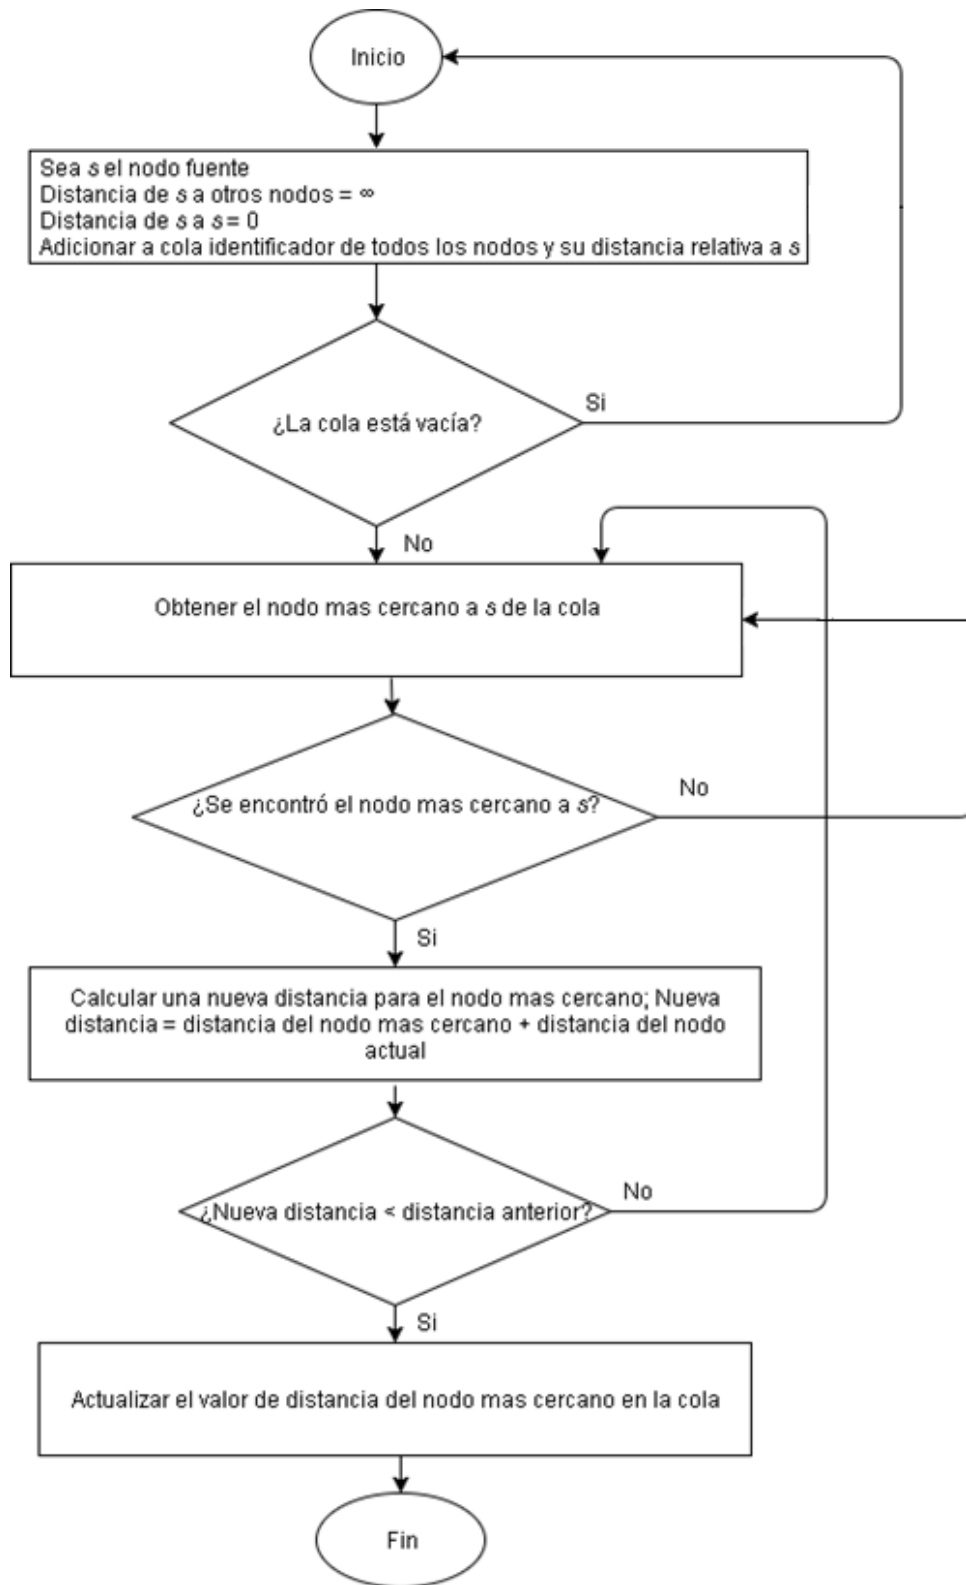 Inicio
Sea s el nodo fuente
Distancia de s a otros nodos = ∞
Distancia de s a s = 0
Adicionar a cola identificador de todos los nodos y su distancia relativa a s
¿La cola está vacía?
Si
No
Obtener el nodo mas cercano a s de la cola
¿Se encontró el nodo mas cercano a s?
No
Si
Calcular una nueva distancia para el nodo mas cercano; Nueva
distancia = distancia del nodo mas cercano + distancia del nodo
actual
¿Nueva distancia < distancia anterior?
No
Si
Actualizar el valor de distancia del nodo mas cercano en la cola
Fin